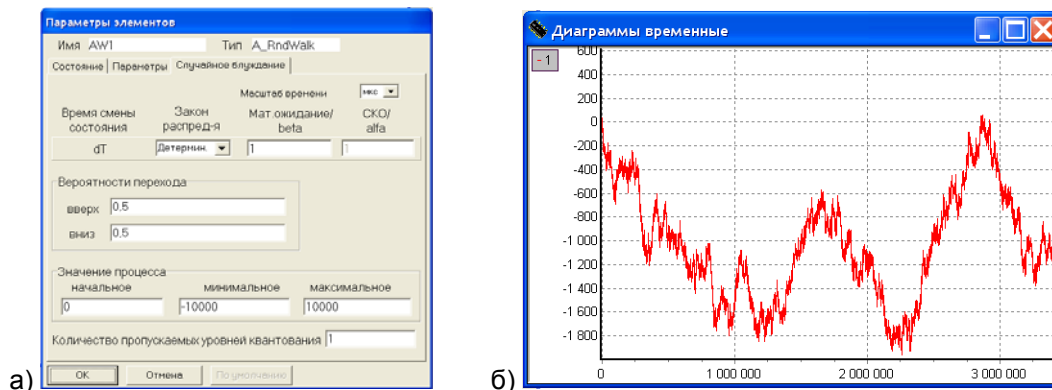 Параметры элементов
Имя AW1 Тип A_RndWalk
Состояние Параметры Случайное блуждание
Масштаб времени мкс
Время смены состояния Закон распред-я Мат.ожидание/ beta СКО/ alfa
dT Детермин. 1 1
Вероятности перехода
вверх 0,5
вниз 0,5
Значение процесса
начальное минимальное максимальное
0 -10000 10000
Количество пропускаемых уровней квантования 1
а) OK Отмена По умолчанию
Диаграммы временные
- 1
600
400
200
0
-200
-400
-600
-800
-1 000
-1 200
-1 400
-1 600
-1 800
б) 0 1 000 000 2 000 000 3 000 000